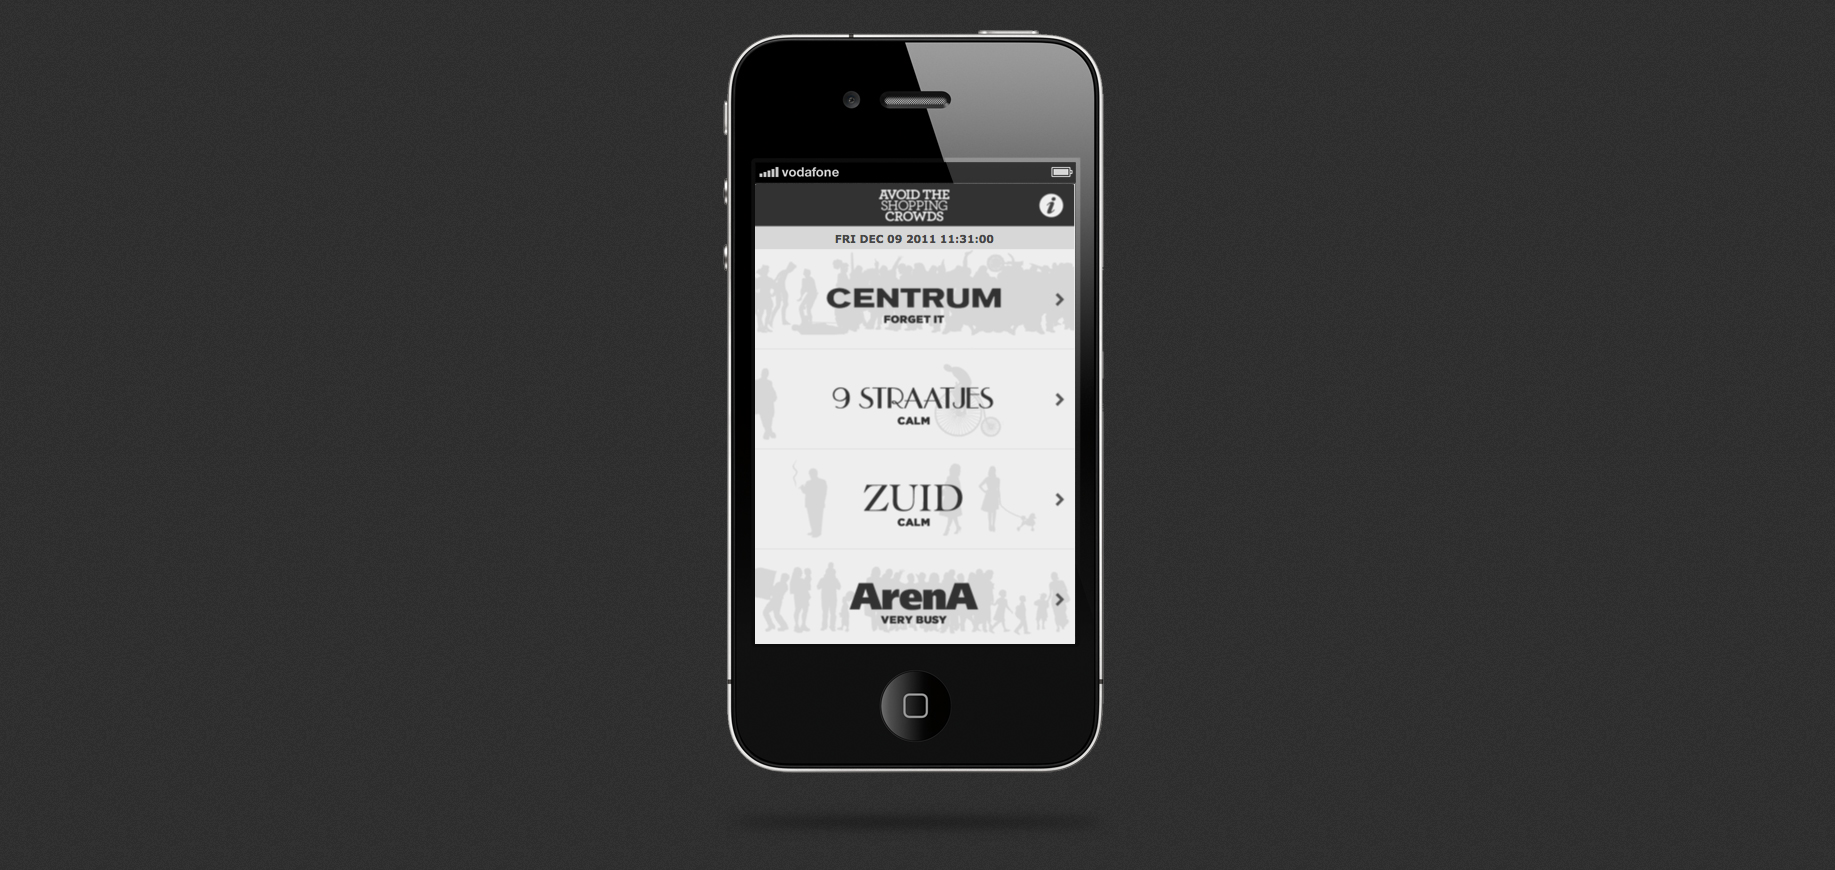 vodafone
AVOID THE
SHOPPING
CROWDS
i
FRI DEC 09 2011 11:31:00
CENTRUM
FORGET IT
9 STRAATJES
CALM
ZUID
CALM
ArenA
VERY BUSY